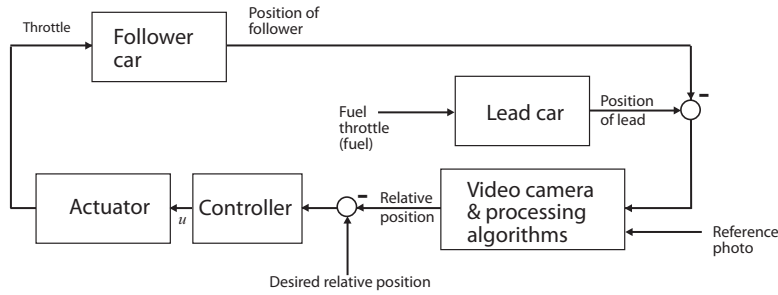 Throttle
Follower
car
Position of
follower
-
Fuel
throttle
(fuel)
Lead car
Position
of lead
Actuator
u
Controller
-
Relative
position
Video camera
& processing
algorithms
Reference
photo
Desired relative position